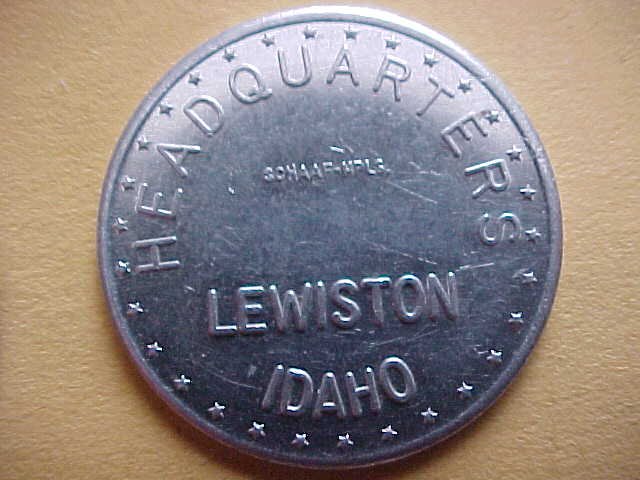 HEADQUARTERS
SCHAAF-MPLS.
LEWISTON
IDAHO